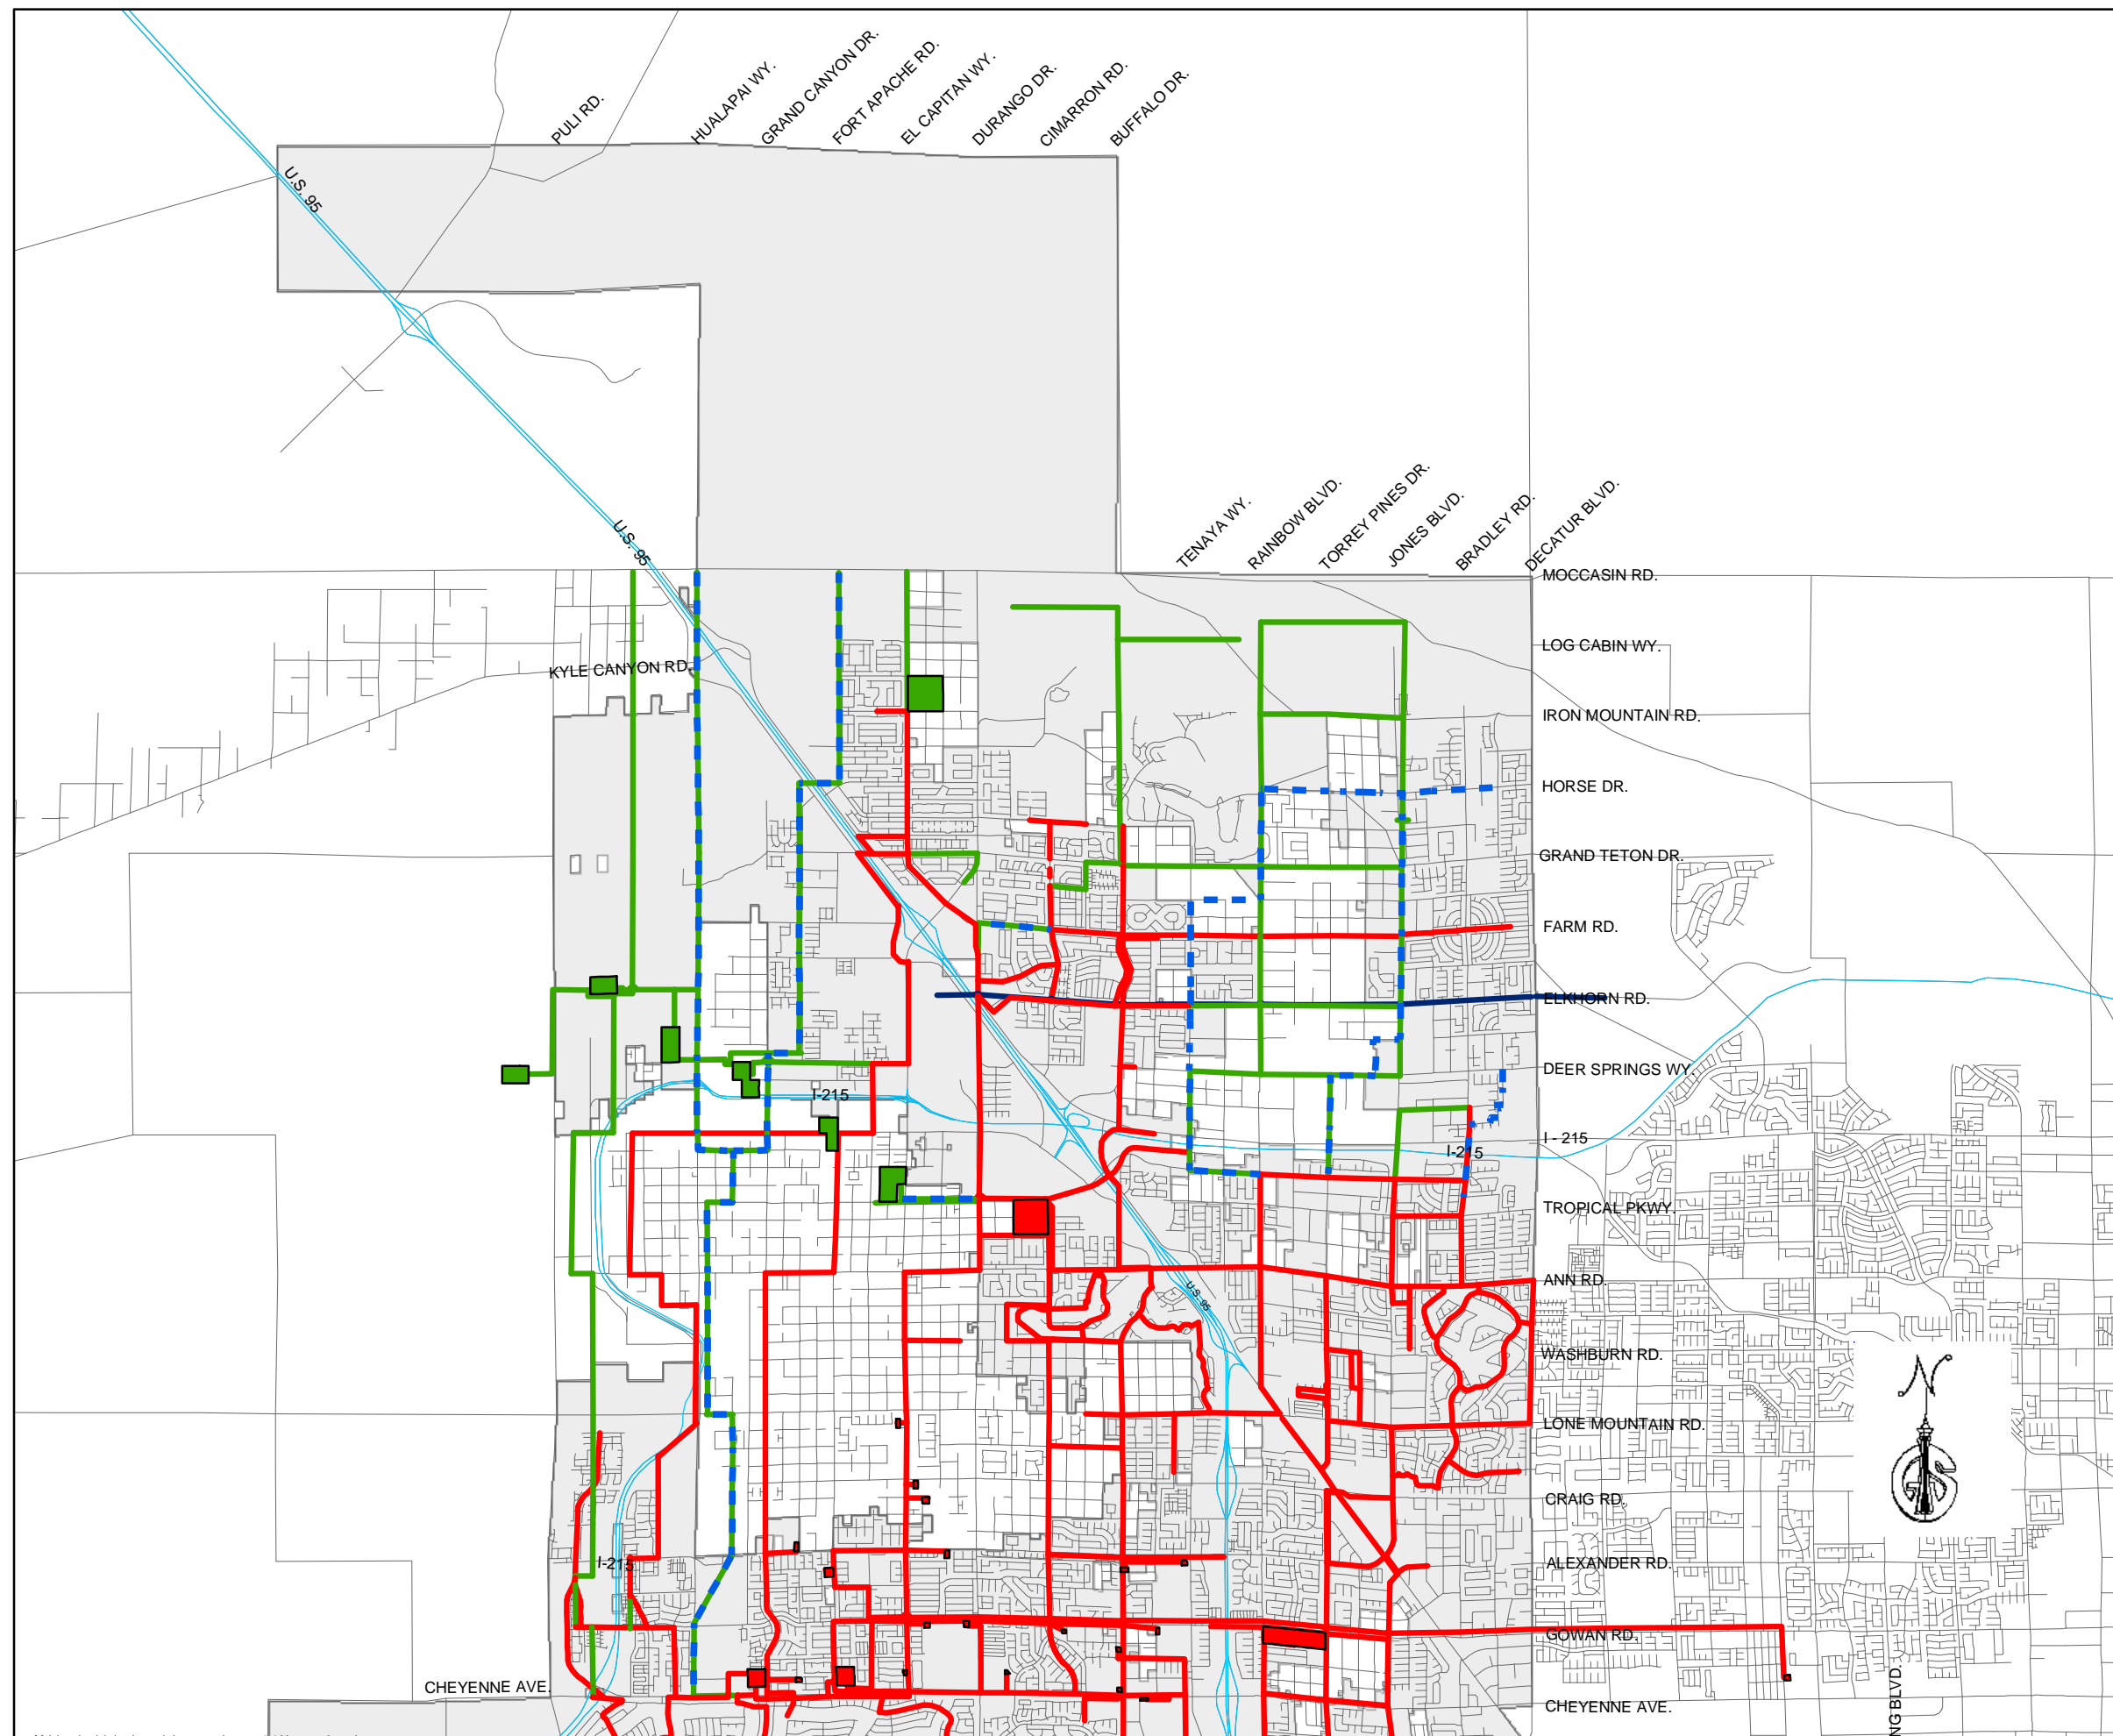 PULI RD.
HUALAPAI WY.
GRAND CANYON DR.
FORT APACHE RD.
EL CAPITAN WY.
DURANGO DR.
CIMARRON RD.
BUFFALO DR.
U.S. 95
U.S. 95
TENAYA WY.
RAINBOW BLVD.
TORREY PINES DR.
JONES BLVD.
BRADLEY RD.
DECATUR BLVD.
MOCCASIN RD.
LOG CABIN WY.
KYLE CANYON RD.
IRON MOUNTAIN RD.
HORSE DR.
GRAND TETON DR.
FARM RD.
ELKHORN RD.
DEER SPRINGS WY.
I-215
I - 215
I-215
TROPICAL PKWY.
ANN RD.
U.S. 95
WASHBURN RD.
N
LONE MOUNTAIN RD.
CRAIG RD.
I-215
ALEXANDER RD.
GOWAN RD.
CHEYENNE AVE.
CHEYENNE AVE.
NG BLVD.